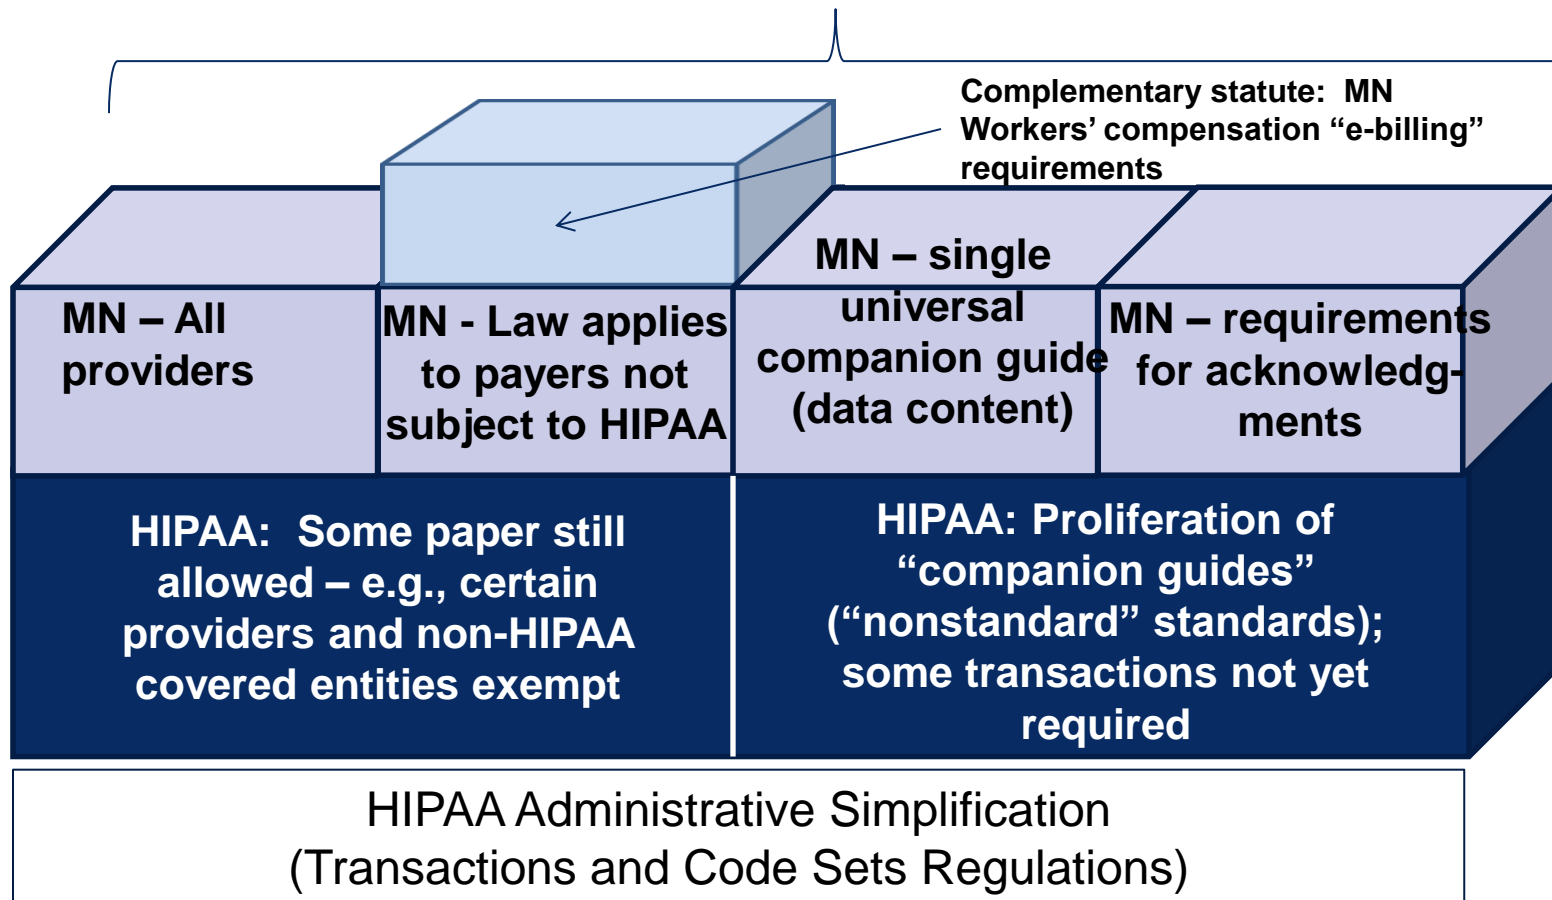 Complementary statute: MN
Workers’ compensation “e-billing”
requirements
MN – All
providers
MN - Law applies
to payers not
subject to HIPAA
MN – single
universal
companion guide
(data content)
MN – requirements
for acknowledg-
ments
HIPAA: Some paper still
allowed – e.g., certain
providers and non-HIPAA
covered entities exempt
HIPAA: Proliferation of
“companion guides”
(“nonstandard” standards);
some transactions not yet
required
HIPAA Administrative Simplification
(Transactions and Code Sets Regulations)